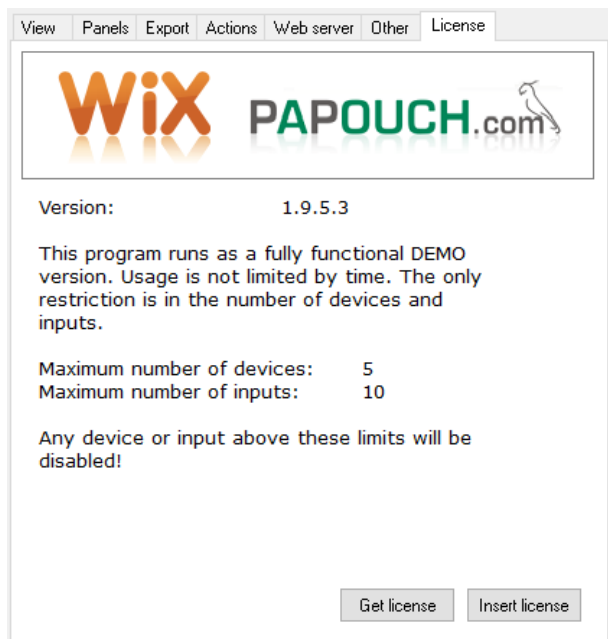 View Panels Export Actions Web server Other License
WiX PAPOUCH.com
Version: 1.9.5.3
This program runs as a fully functional DEMO
version. Usage is not limited by time. The only
restriction is in the number of devices and
inputs.
Maximum number of devices: 5
Maximum number of inputs: 10
Any device or input above these limits will be
disabled!
Get license Insert license